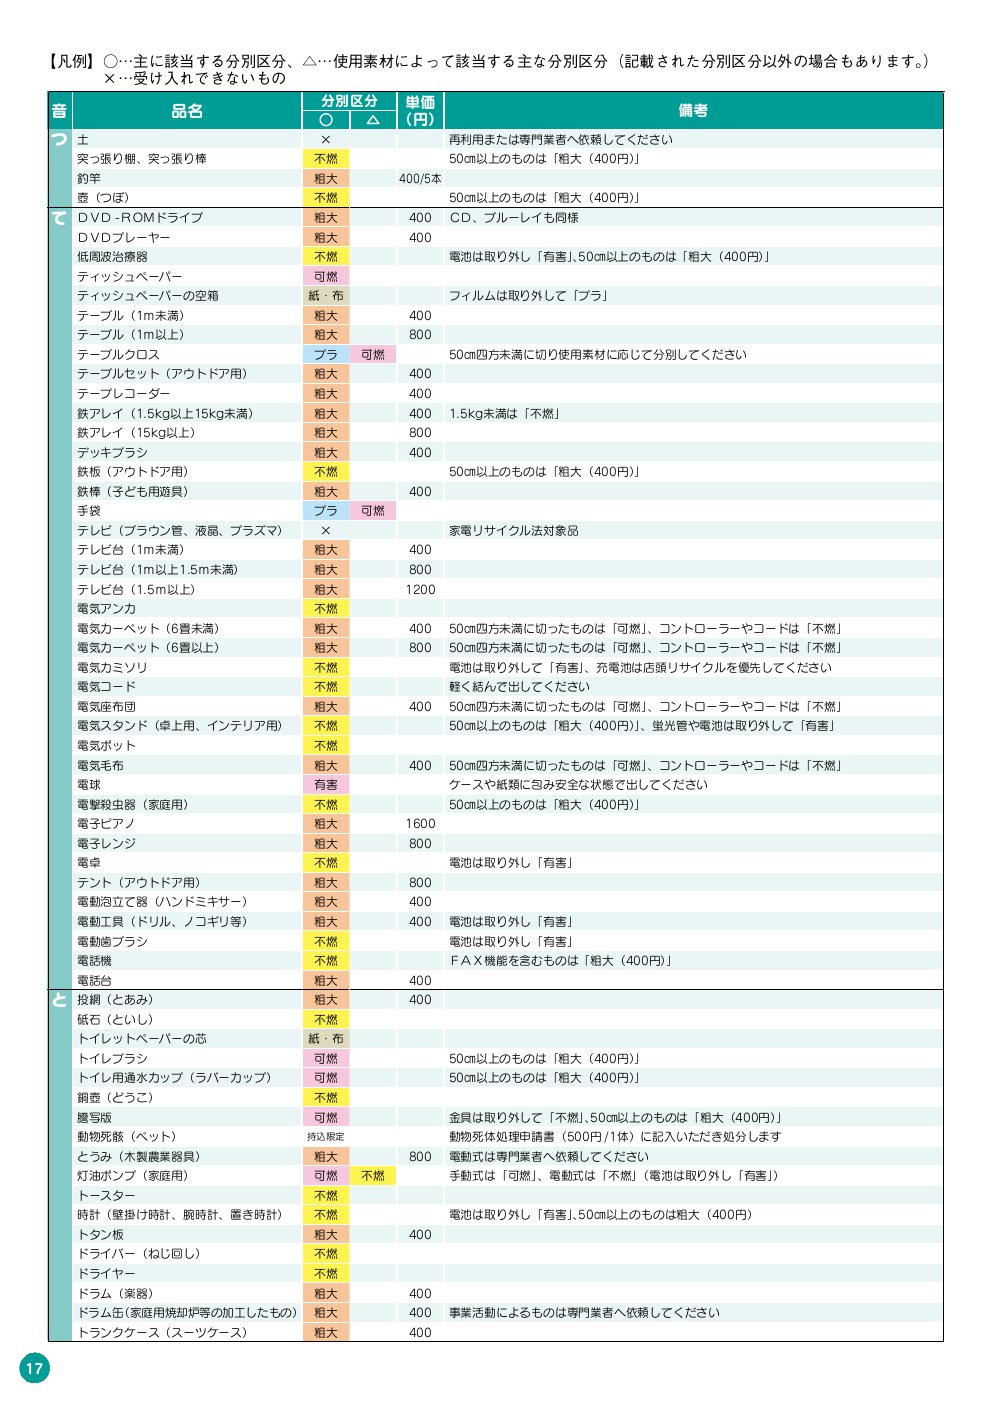 【凡例】○…主に該当する分別区分、△…使用素材によって該当する主な分別区分（記載された分別区分以外の場合もあります。）
×…受け入れできないもの
音 品名 分別区分 ○ △ 単価（円） 備考
つ 土 × 再利用または専門業者へ依頼してください
突っ張り棚、突っ張り棒 不燃 50㎝以上のものは「粗大（400円）」
釣竿 粗大 400/5本
壺（つぼ） 不燃 50㎝以上のものは「粗大（400円）」
て ＤＶＤ-ＲＯＭドライブ 粗大 400 ＣＤ、ブルーレイも同様
ＤＶＤプレーヤー 粗大 400
低周波治療器 不燃 電池は取り外し「有害」、50㎝以上のものは「粗大（400円）」
ティッシュペーパー 可燃
ティッシュペーパーの空箱 紙・布 フィルムは取り外して「プラ」
テーブル（1m未満） 粗大 400
テーブル（1m以上） 粗大 800
テーブルクロス プラ 可燃 50㎝四方未満に切り使用素材に応じて分別してください
テーブルセット（アウトドア用） 粗大 400
テープレコーダー 粗大 400
鉄アレイ（1.5kg以上15kg未満） 粗大 400 1.5kg未満は「不燃」
鉄アレイ（15kg以上） 粗大 800
デッキブラシ 粗大 400
鉄板（アウトドア用） 不燃 50㎝以上のものは「粗大（400円）」
鉄棒（子ども用遊具） 粗大 400
手袋 プラ 可燃
テレビ（ブラウン管、液晶、プラズマ） × 家電リサイクル法対象品
テレビ台（1m未満） 粗大 400
テレビ台（1m以上1.5m未満） 粗大 800
テレビ台（1.5m以上） 粗大 1200
電気アンカ 不燃
電気カーペット（6畳未満） 粗大 400 50㎝四方未満に切ったものは「可燃」、コントローラーやコードは「不燃」
電気カーペット（6畳以上） 粗大 800 50㎝四方未満に切ったものは「可燃」、コントローラーやコードは「不燃」
電気カミソリ 不燃 電池は取り外して「有害」、充電池は店頭リサイクルを優先してください
電気コード 不燃 軽く結んで出してください
電気座布団 粗大 400 50㎝四方未満に切ったものは「可燃」、コントローラーやコードは「不燃」
電気スタンド（卓上用、インテリア用） 不燃 50㎝以上のものは「粗大（400円）」、蛍光管や電池は取り外して「有害」
電気ポット 不燃
電気毛布 粗大 400 50㎝四方未満に切ったものは「可燃」、コントローラーやコードは「不燃」
電球 有害 ケースや紙類に包み安全な状態で出してください
電撃殺虫器（家庭用） 不燃 50㎝以上のものは「粗大（400円）」
電子ピアノ 粗大 1600
電子レンジ 粗大 800
電卓 不燃 電池は取り外し「有害」
テント（アウトドア用） 粗大 800
電動泡立て器（ハンドミキサー） 粗大 400
電動工具（ドリル、ノコギリ等） 粗大 400 電池は取り外し「有害」
電動歯ブラシ 不燃 電池は取り外し「有害」
電話機 不燃 ＦＡＸ機能を含むものは「粗大（400円）」
電話台 粗大 400
と 投網（とあみ） 粗大 400
砥石（といし） 不燃
トイレットペーパーの芯 紙・布
トイレブラシ 可燃 50㎝以上のものは「粗大（400円）」
トイレ用通水カップ（ラバーカップ） 可燃 50㎝以上のものは「粗大（400円）」
銅壺（どうこ） 不燃
謄写版 可燃 金具は取り外して「不燃」、50㎝以上のものは「粗大（400円）」
動物死骸（ペット） 持込限定 動物死体処理申請書（500円/1体）に記入いただき処分します
とうみ（木製農業器具） 粗大 800 電動式は専門業者へ依頼してください
灯油ポンプ（家庭用） 可燃 不燃 手動式は「可燃」、電動式は「不燃」（電池は取り外し「有害」）
トースター 不燃
時計（壁掛け時計、腕時計、置き時計） 不燃 電池は取り外し「有害」、50㎝以上のものは粗大（400円）
トタン板 粗大 400
ドライバー（ねじ回し） 不燃
ドライヤー 不燃
ドラム（楽器） 粗大 400
ドラム缶（家庭用焼却炉等の加工したもの） 粗大 400 事業活動によるものは専門業者へ依頼してください
トランクケース（スーツケース） 粗大 400
17